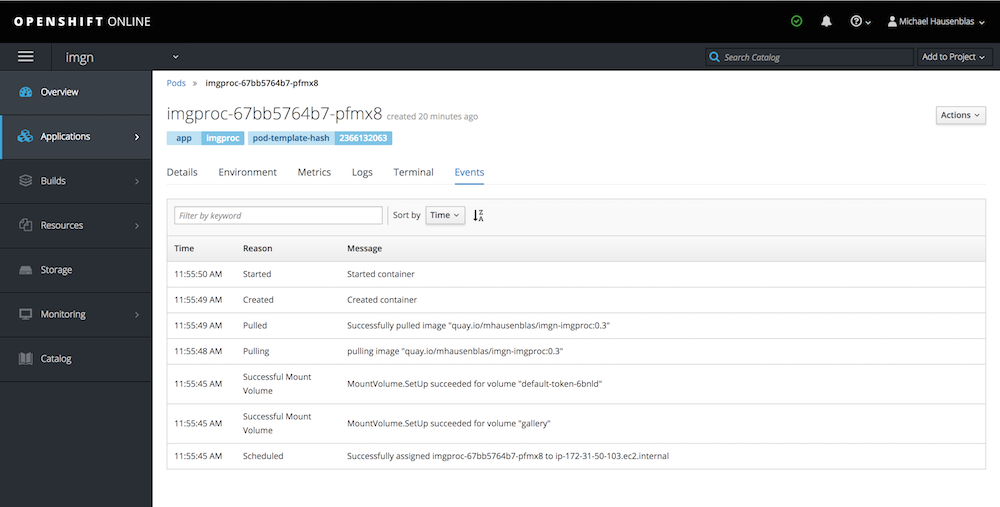 OPENSHIFT ONLINE
Michael Hausenblas
imgn
Search Catalog
Add to Project
Overview
Applications
Builds
Resources
Storage
Monitoring
Catalog
Pods » imgproc-67bb5764b7-pfmx8
imgproc-67bb5764b7-pfmx8 created 20 minutes ago
Actions
app imgproc pod-template-hash 2366132063
Details Environment Metrics Logs Terminal Events
Filter by keyword Sort by Time
Time Reason Message
11:55:50 AM Started Started container
11:55:49 AM Created Created container
11:55:49 AM Pulled Successfully pulled image "quay.io/mhausenblas/imgn-imgproc:0.3"
11:55:48 AM Pulling pulling image "quay.io/mhausenblas/imgn-imgproc:0.3"
11:55:45 AM Successful Mount Volume MountVolume.SetUp succeeded for volume "default-token-6bnld"
11:55:45 AM Successful Mount Volume MountVolume.SetUp succeeded for volume "gallery"
11:55:45 AM Scheduled Successfully assigned imgproc-67bb5764b7-pfmx8 to ip-172-31-50-103.ec2.internal